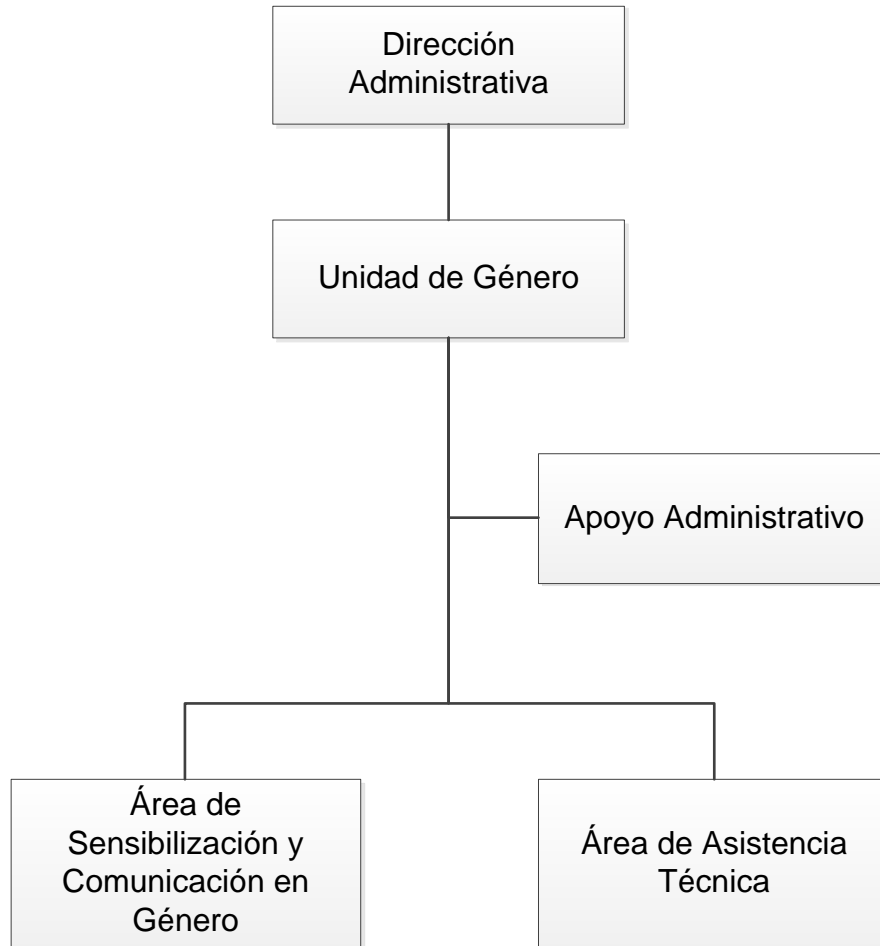 Dirección
Administrativa
Unidad de Género
Apoyo Administrativo
Área de
Sensibilización y
Comunicación en
Género
Área de Asistencia
Técnica